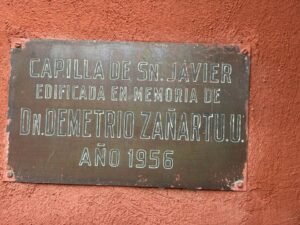 CAPILLA DE SN. JAVIER
EDIFICADA EN MEMORIA DE
DN. DEMETRIO ZAÑARTU.U.
AÑO 1956